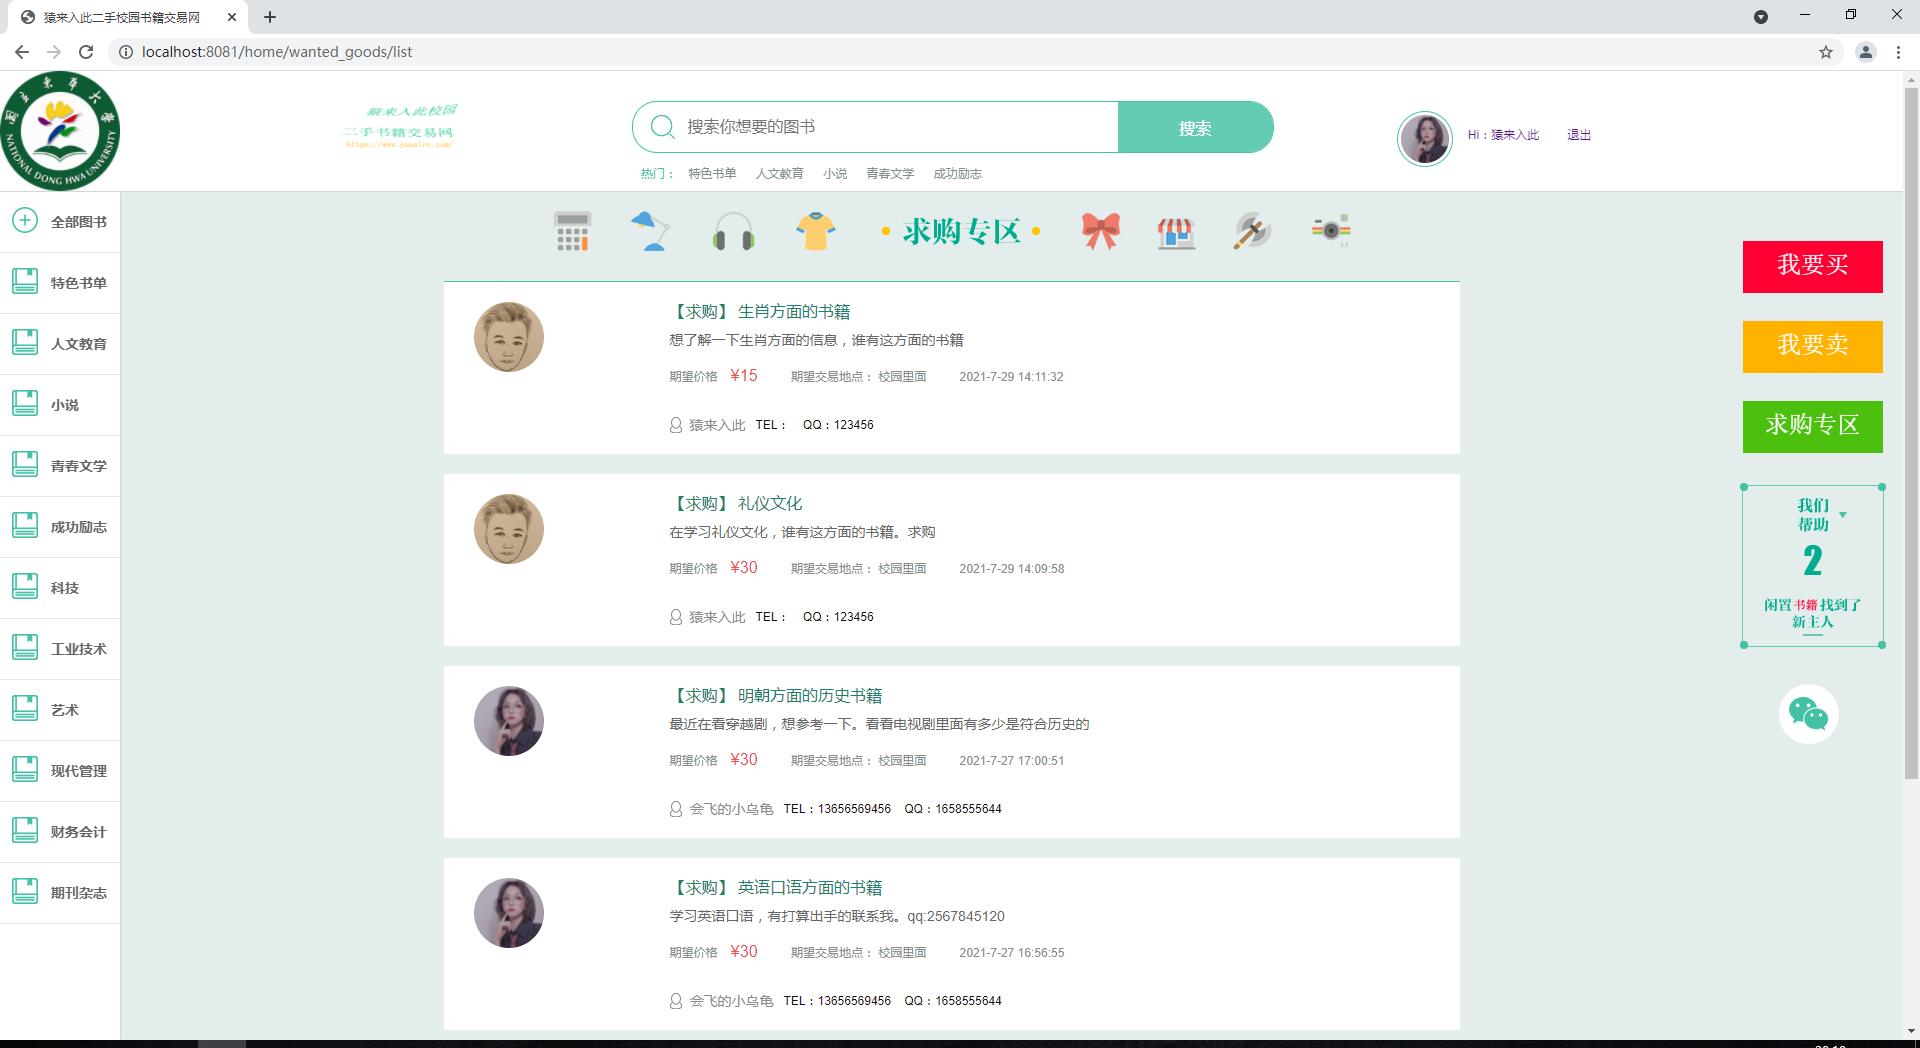 猿来入此二手校园书籍交易网
localhost:8081/home/wanted_goods/list
国立东华大学
NATIONAL DONG HWA UNIVERSITY
猿来入此校园
二手书籍交易网
https://www.yuanlrc.com/
搜索你想要的图书
搜索
热门： 特色书单 人文教育 小说 青春文学 成功励志
Hi：猿来入此 退出
全部图书
特色书单
人文教育
小说
青春文学
成功励志
科技
工业技术
艺术
现代管理
财务会计
期刊杂志
求购专区
【求购】 生肖方面的书籍
想了解一下生肖方面的信息，谁有这方面的书籍
期望价格 ¥15 期望交易地点： 校园里面 2021-7-29 14:11:32
猿来入此 TEL： QQ：123456
【求购】 礼仪文化
在学习礼仪文化，谁有这方面的书籍。求购
期望价格 ¥30 期望交易地点： 校园里面 2021-7-29 14:09:58
猿来入此 TEL： QQ：123456
【求购】 明朝方面的历史书籍
最近在看穿越剧，想参考一下。看看电视剧里面有多少是符合历史的
期望价格 ¥30 期望交易地点： 校园里面 2021-7-27 17:00:51
会飞的小乌龟 TEL：13656569456 QQ：1658555644
【求购】 英语口语方面的书籍
学习英语口语，有打算出手的联系我。qq:2567845120
期望价格 ¥30 期望交易地点： 校园里面 2021-7-27 16:56:55
会飞的小乌龟 TEL：13656569456 QQ：1658555644
我要买
我要卖
求购专区
我们
帮助
2
闲置书籍找到了
新主人